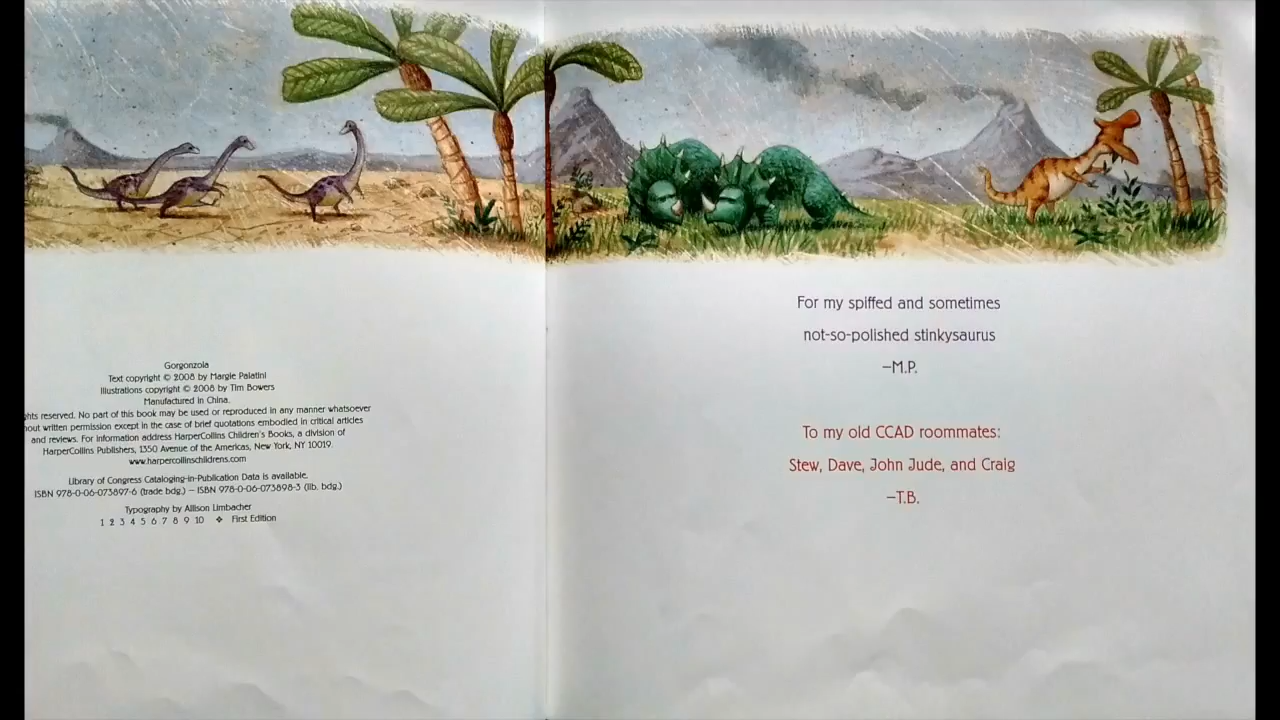 Gorgonzola
Text copyright © 2008 by Margie Palatini
Illustrations copyright © 2008 by Tim Bowers
Manufactured in China.
reserved. No part of this book may be used or reproduced in any manner whatsoever
written permission except in the case of brief quotations embodied in critical articles
and reviews. For information address HarperCollins Children's Books, a division of
HarperCollins Publishers, 1350 Avenue of the Americas, New York, NY 10019.
www.harpercollinschildrens.com
Library of Congress Cataloging-in-Publication Data is available.
ISBN 978-0-06-073897-6 (trade bdg.) — ISBN 978-0-06-073898-3 (lib. bdg.)
Typography by Allison Limbacher
1 2 3 4 5 6 7 8 9 10 ❖ First Edition
For my spiffed and sometimes
not-so-polished stinkysaurus
—M.P.
To my old CCAD roommates:
Stew, Dave, John Jude, and Craig
—T.B.